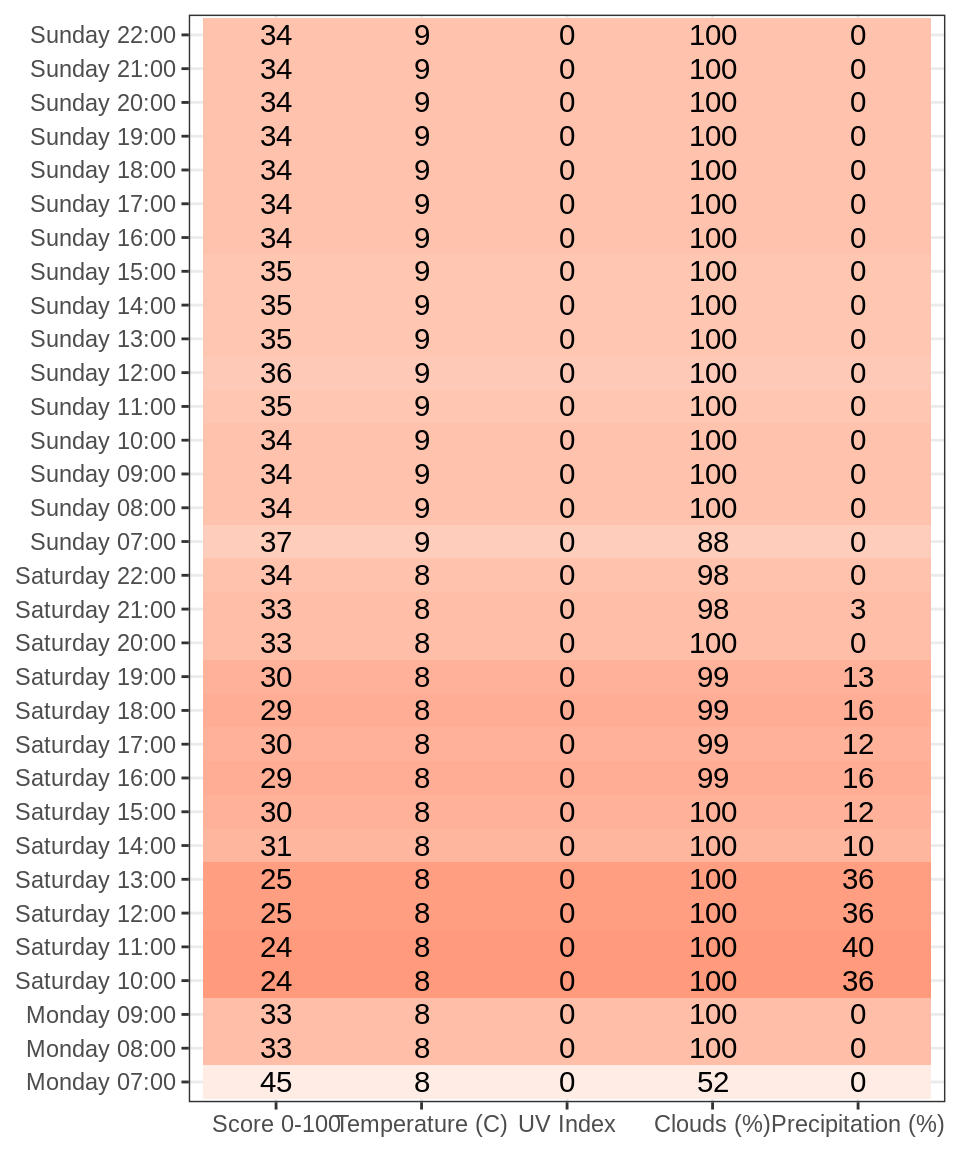 Sunday 22:00 34 9 0 100 0
Sunday 21:00 34 9 0 100 0
Sunday 20:00 34 9 0 100 0
Sunday 19:00 34 9 0 100 0
Sunday 18:00 34 9 0 100 0
Sunday 17:00 34 9 0 100 0
Sunday 16:00 34 9 0 100 0
Sunday 15:00 35 9 0 100 0
Sunday 14:00 35 9 0 100 0
Sunday 13:00 35 9 0 100 0
Sunday 12:00 36 9 0 100 0
Sunday 11:00 35 9 0 100 0
Sunday 10:00 34 9 0 100 0
Sunday 09:00 34 9 0 100 0
Sunday 08:00 34 9 0 100 0
Sunday 07:00 37 9 0 88 0
Saturday 22:00 34 8 0 98 0
Saturday 21:00 33 8 0 98 3
Saturday 20:00 33 8 0 100 0
Saturday 19:00 30 8 0 99 13
Saturday 18:00 29 8 0 99 16
Saturday 17:00 30 8 0 99 12
Saturday 16:00 29 8 0 99 16
Saturday 15:00 30 8 0 100 12
Saturday 14:00 31 8 0 100 10
Saturday 13:00 25 8 0 100 36
Saturday 12:00 25 8 0 100 36
Saturday 11:00 24 8 0 100 40
Saturday 10:00 24 8 0 100 36
Monday 09:00 33 8 0 100 0
Monday 08:00 33 8 0 100 0
Monday 07:00 45 8 0 52 0
Score 0-100 Temperature (C) UV Index Clouds (%) Precipitation (%)